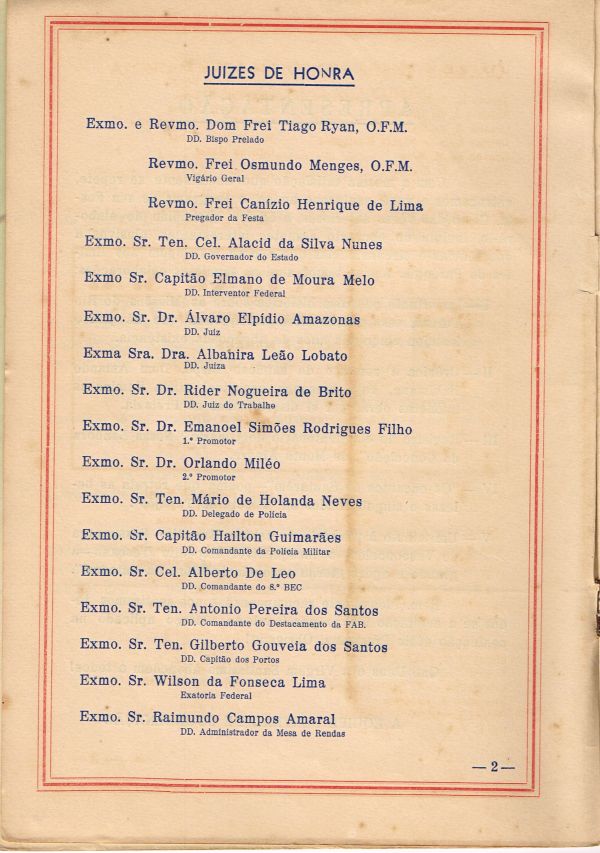 JUIZES DE HONRA
Exmo. e Revmo. Dom Frei Tiago Ryan, O.F.M.
DD. Bispo Prelado
Revmo. Frei Osmundo Menges, O.F.M.
Vigário Geral
Revmo. Frei Canízio Henrique de Lima
Pregador da Festa
Exmo. Sr. Ten. Cel. Alacid da Silva Nunes
DD. Governador do Estado
Exmo Sr. Capitão Elmano de Moura Melo
DD. Interventor Federal
Exmo. Sr. Dr. Álvaro Elpídio Amazonas
DD. Juiz
Exma Sra. Dra. Albanira Leão Lobato
DD. Juiza
Exmo. Sr. Dr. Rider Nogueira de Brito
DD. Juiz do Trabalho
Exmo. Sr. Dr. Emanoel Simões Rodrigues Filho
1.º Promotor
Exmo. Sr. Dr. Orlando Miléo
2.º Promotor
Exmo. Sr. Ten. Mário de Holanda Neves
DD. Delegado de Polícia
Exmo. Sr. Capitão Hailton Guimarães
DD. Comandante da Polícia Militar
Exmo. Sr. Cel. Alberto De Leo
DD. Comandante do 8.º BEC
Exmo. Sr. Ten. Antonio Pereira dos Santos
DD. Comandante do Destacamento da FAB.
Exmo. Sr. Ten. Gilberto Gouveia dos Santos
DD. Capitão dos Portos
Exmo. Sr. Wilson da Fonseca Lima
Exatoria Federal
Exmo. Sr. Raimundo Campos Amaral
DD. Administrador da Mesa de Rendas
— 2 —